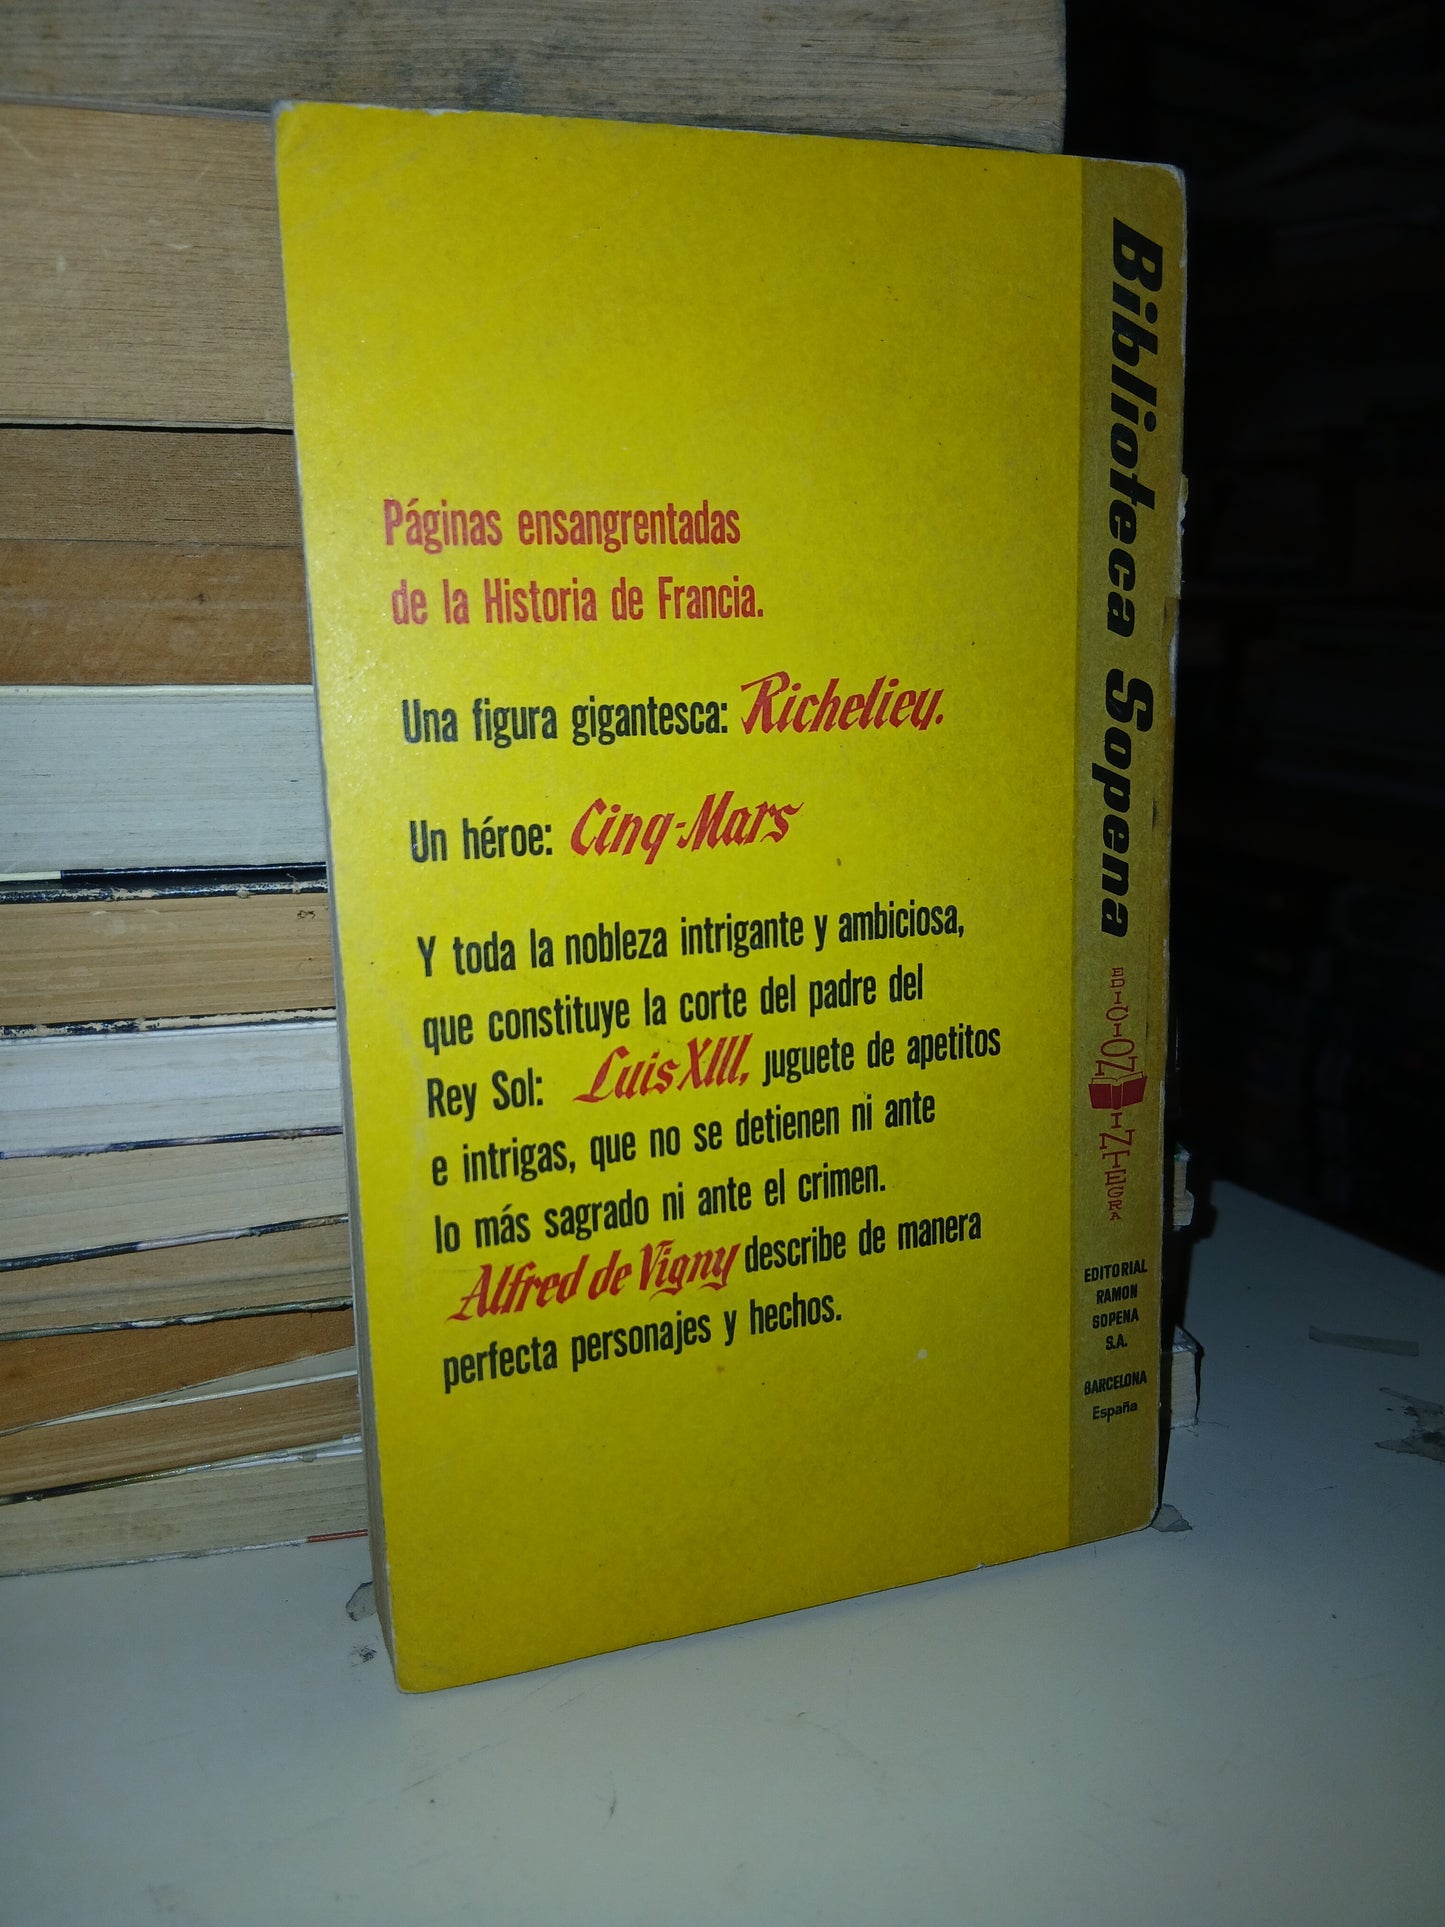 Páginas ensangrentadas
de la Historia de Francia.
Una figura gigantesca: Richelieu.
Un héroe: Cinq-Mars
Y toda la nobleza intrigante y ambiciosa,
que constituye la corte del padre del
Rey Sol: Luis XIII, juguete de apetitos
e intrigas, que no se detienen ni ante
lo más sagrado ni ante el crimen.
Alfred de Vigny describe de manera
perfecta personajes y hechos.
Biblioteca Sopena
EDICION INTEGRA
EDITORIAL
RAMON
SOPENA
S.A.
BARCELONA
España